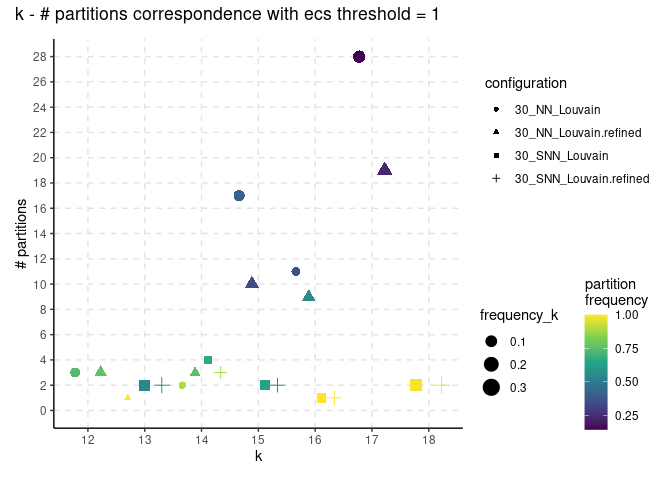 k - # partitions correspondence with ecs threshold = 1
# partitions
28
26
24
22
20
18
16
14
12
10
8
6
4
2
0
12 13 14 15 16 17 18
k
configuration
30_NN_Louvain
30_NN_Louvain.refined
30_SNN_Louvain
30_SNN_Louvain.refined
frequency_k
0.1
0.2
0.3
partition
frequency
1.00
0.75
0.50
0.25